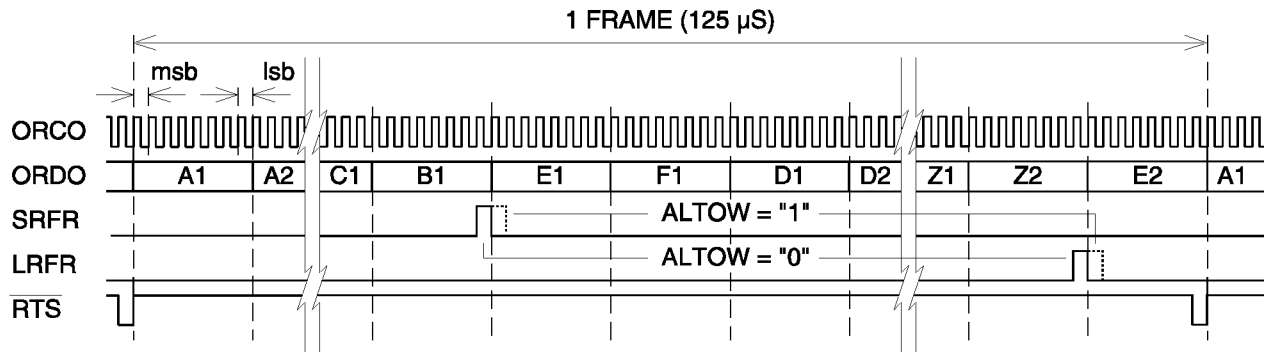 1 FRAME (125 µS)
msb lsb
ORCO
ORDO A1 A2 C1 B1 E1 F1 D1 D2 Z1 Z2 E2 A1
SRFR ALTOW = "1"
LRFR ALTOW = "0"
RTS